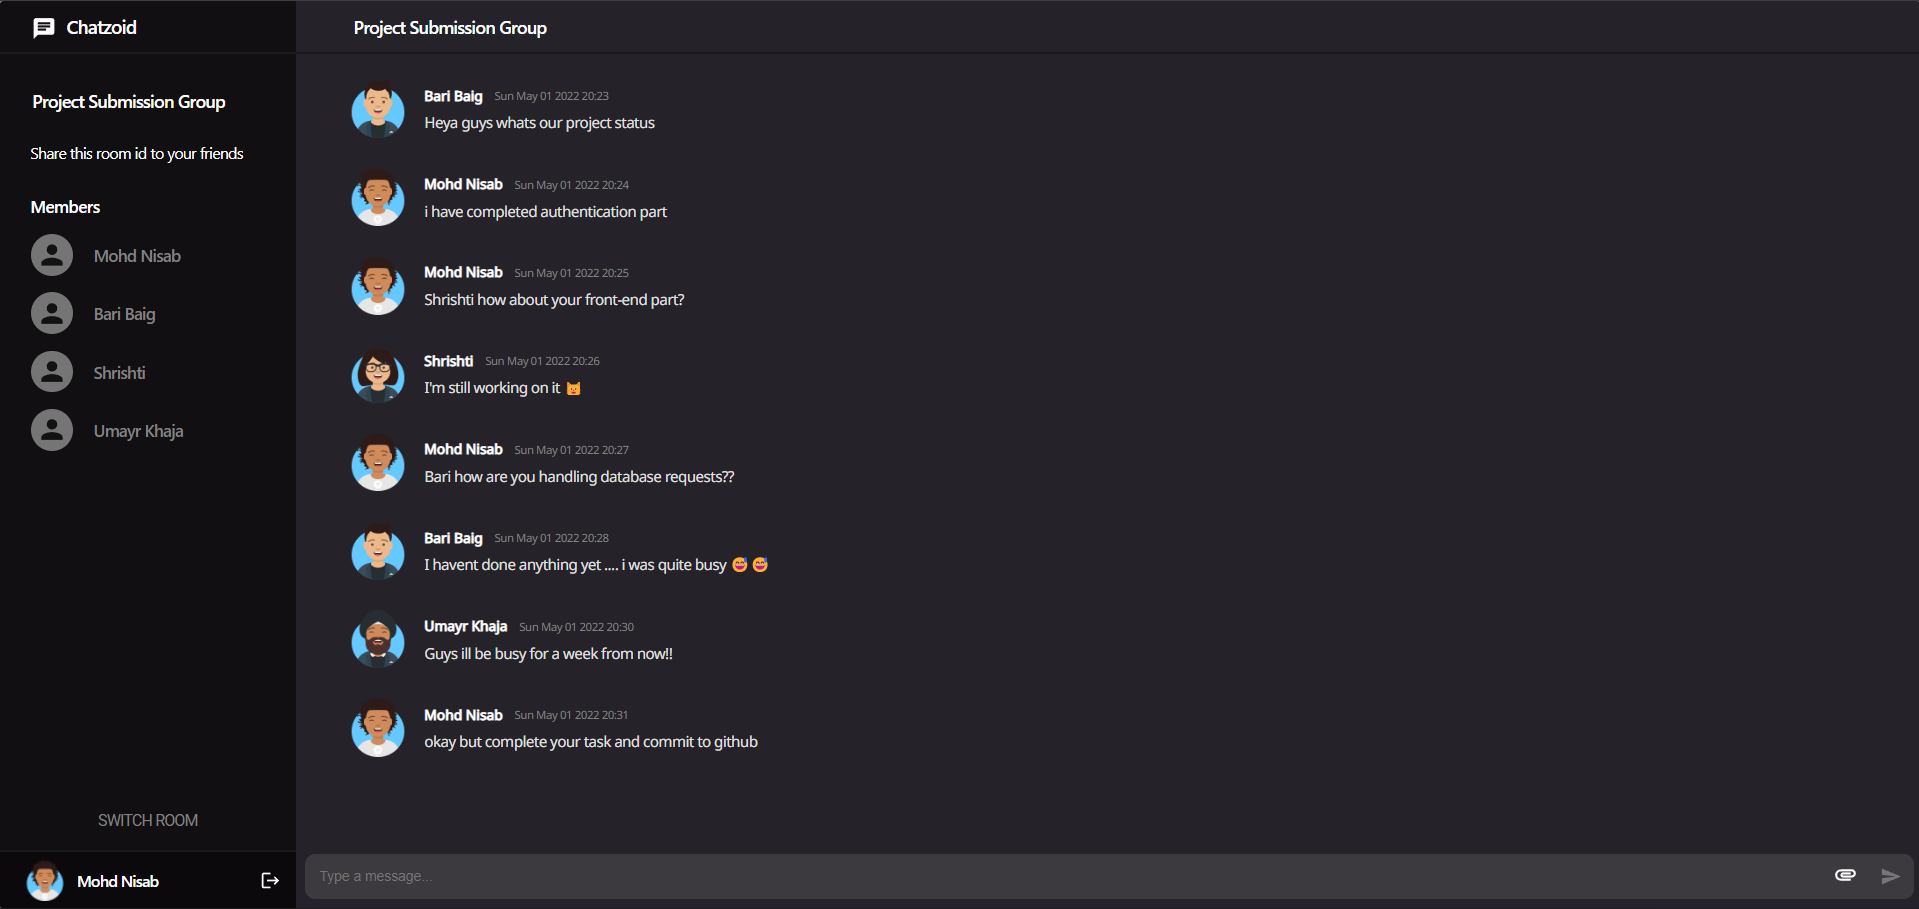 Chatzoid
Project Submission Group
Share this room id to your friends
Members
Mohd Nisab
Bari Baig
Shrishti
Umayr Khaja
SWITCH ROOM
Mohd Nisab
Project Submission Group
Bari Baig Sun May 01 2022 20:23
Heya guys whats our project status
Mohd Nisab Sun May 01 2022 20:24
i have completed authentication part
Mohd Nisab Sun May 01 2022 20:25
Shrishti how about your front-end part?
Shrishti Sun May 01 2022 20:26
I'm still working on it 😺
Mohd Nisab Sun May 01 2022 20:27
Bari how are you handling database requests??
Bari Baig Sun May 01 2022 20:28
I havent done anything yet .... i was quite busy 😅 😅
Umayr Khaja Sun May 01 2022 20:30
Guys ill be busy for a week from now!!
Mohd Nisab Sun May 01 2022 20:31
okay but complete your task and commit to github
Type a message...